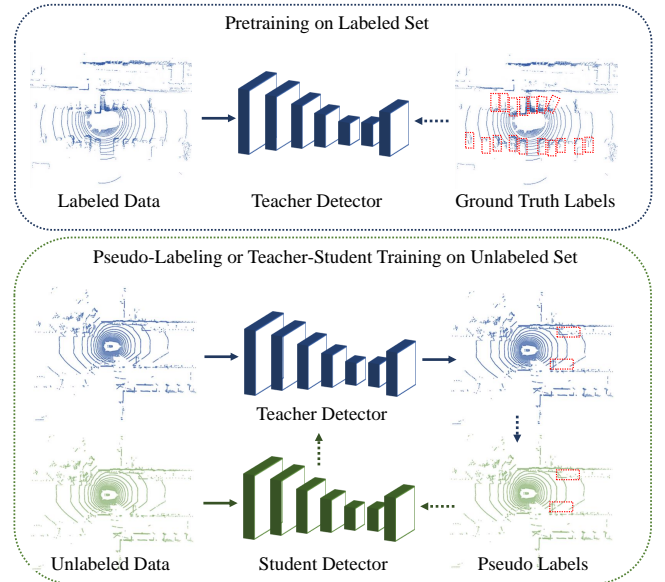 Pretraining on Labeled Set
Labeled Data
Teacher Detector
Ground Truth Labels
Pseudo-Labeling or Teacher-Student Training on Unlabeled Set
Teacher Detector
Unlabeled Data
Student Detector
Pseudo Labels